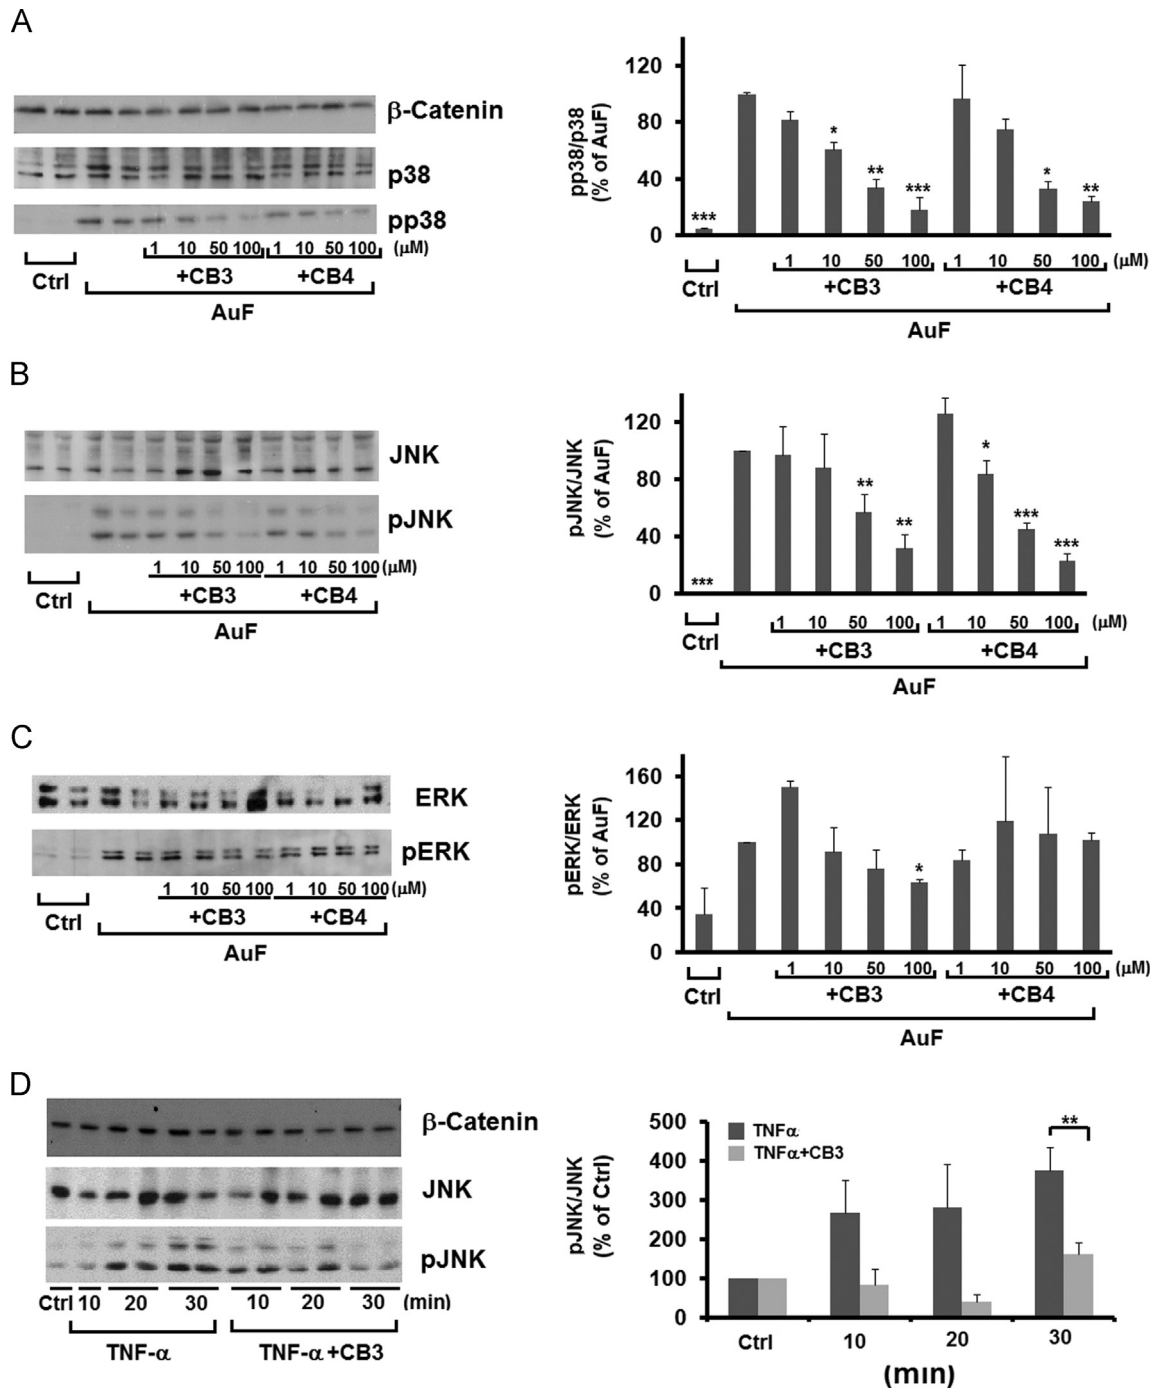 A
β-Catenin
p38
pp38
1 10 50 100 1 10 50 100 (μM)
Ctrl +CB3 +CB4
AuF
pp38/p38
(% of AuF)
120
80
40
0
***
*
**
***
*
**
1 10 50 100 1 10 50 100 (μM)
Ctrl +CB3 +CB4
AuF
B
JNK
pJNK
1 10 50 100 1 10 50 100 (μM)
Ctrl +CB3 +CB4
AuF
pJNK/JNK
(% of AuF)
120
80
40
0
***
**
**
*
***
***
1 10 50 100 1 10 50 100 (μM)
Ctrl +CB3 +CB4
AuF
C
ERK
pERK
1 10 50 100 1 10 50 100 (μM)
Ctrl +CB3 +CB4
AuF
pERK/ERK
(% of AuF)
160
120
80
40
0
*
1 10 50 100 1 10 50 100 (μM)
Ctrl +CB3 +CB4
AuF
D
β-Catenin
JNK
pJNK
Ctrl 10 20 30 10 20 30 (min)
TNF-α TNF-α+CB3
pJNK/JNK
(% of Ctrl)
500
400
300
200
100
0
TNFα
TNFα+CB3
**
Ctrl 10 20 30
(min)